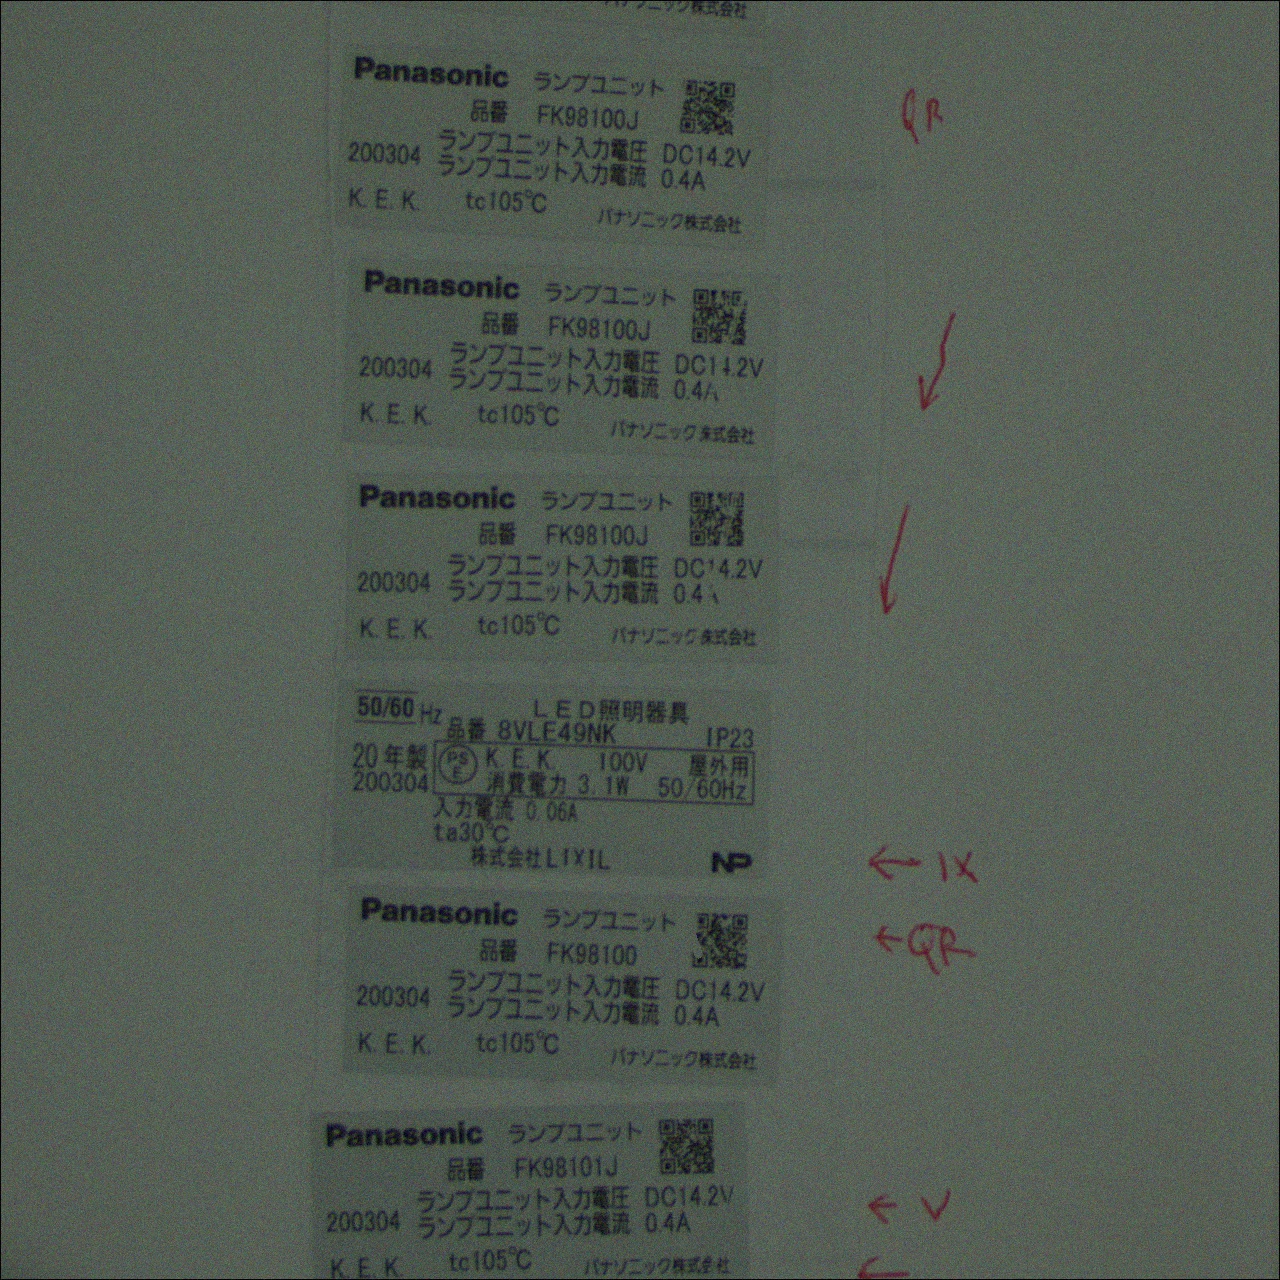 パナソニック株式会社
Panasonic ランプユニット
品番 FK98100J
QR
200304 ランプユニット入力電圧 DC14.2V
ランプユニット入力電流 0.4A
K.E.K. tc105℃ パナソニック株式会社
Panasonic ランプユニット
品番 FK98100J
200304 ランプユニット入力電圧 DC14.2V
ランプユニット入力電流 0.4A
K.E.K. tc105℃ パナソニック株式会社
Panasonic ランプユニット
品番 FK98100J
200304 ランプユニット入力電圧 DC14.2V
ランプユニット入力電流 0.4A
K.E.K. tc105℃ パナソニック株式会社
50/60 Hz LED照明器具
品番 8VLE49NK IP23
20年製 PSE K.E.K. 100V 屋外用
200304 消費電力 3.1W 50/60Hz
入力電流 0.06A
ta30℃
株式会社LIXIL NP
← IX
Panasonic ランプユニット
← QR
品番 FK98100
200304 ランプユニット入力電圧 DC14.2V
ランプユニット入力電流 0.4A
K.E.K. tc105℃ パナソニック株式会社
Panasonic ランプユニット
品番 FK98101J
200304 ランプユニット入力電圧 DC14.2V
ランプユニット入力電流 0.4A
← V
K.E.K. tc105℃ パナソニック株式会社